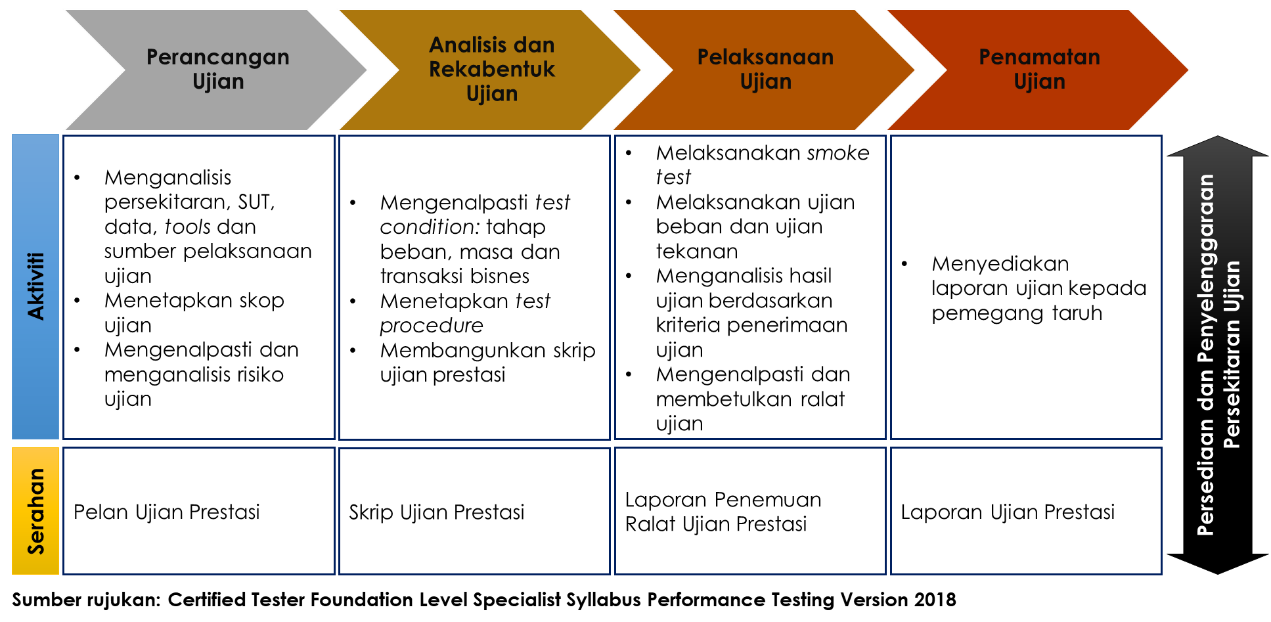 Perancangan
Ujian
Analisis dan
Rekabentuk
Ujian
Pelaksanaan
Ujian
Penamatan
Ujian
Aktiviti
• Menganalisis
persekitaran, SUT,
data, tools dan
sumber pelaksanaan
ujian
• Menetapkan skop
ujian
• Mengenalpasti dan
menganalisis risiko
ujian
• Mengenalpasti test
condition: tahap
beban, masa dan
transaksi bisnes
• Menetapkan test
procedure
• Membangunkan skrip
ujian prestasi
• Melaksanakan smoke
test
• Melaksanakan ujian
beban dan ujian
tekanan
• Menganalisis hasil
ujian berdasarkan
kriteria penerimaan
ujian
• Mengenalpasti dan
membetulkan ralat
ujian
• Menyediakan
laporan ujian kepada
pemegang taruh
Serahan
Pelan Ujian Prestasi
Skrip Ujian Prestasi
Laporan Penemuan
Ralat Ujian Prestasi
Laporan Ujian Prestasi
Persediaan dan Penyelenggaraan
Persekitaran Ujian
Sumber rujukan: Certified Tester Foundation Level Specialist Syllabus Performance Testing Version 2018